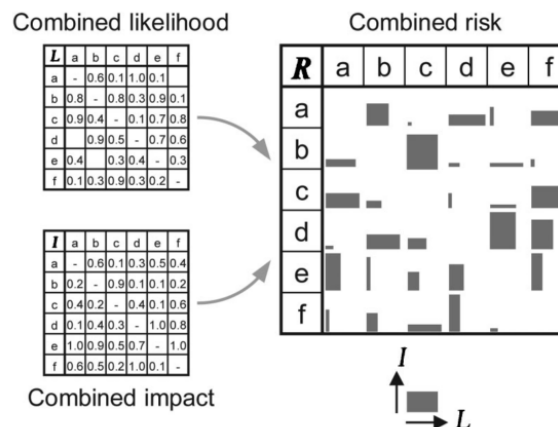 Combined likelihood
L a b c d e f
a - 0.6 0.1 1.0 0.1
b 0.8 - 0.8 0.3 0.9 0.1
c 0.9 0.4 - 0.1 0.7 0.8
d 0.9 0.5 - 0.7 0.6
e 0.4 0.3 0.4 - 0.3
f 0.1 0.3 0.9 0.3 0.2 -
I a b c d e f
a - 0.6 0.1 0.3 0.5 0.4
b 0.2 - 0.9 0.1 0.1 0.2
c 0.4 0.2 - 0.4 0.1 0.6
d 0.1 0.4 0.3 - 1.0 0.8
e 1.0 0.9 0.5 0.7 - 1.0
f 0.6 0.5 0.2 1.0 0.1 -
Combined impact
Combined risk
R a b c d e f
a
b
c
d
e
f
I
L